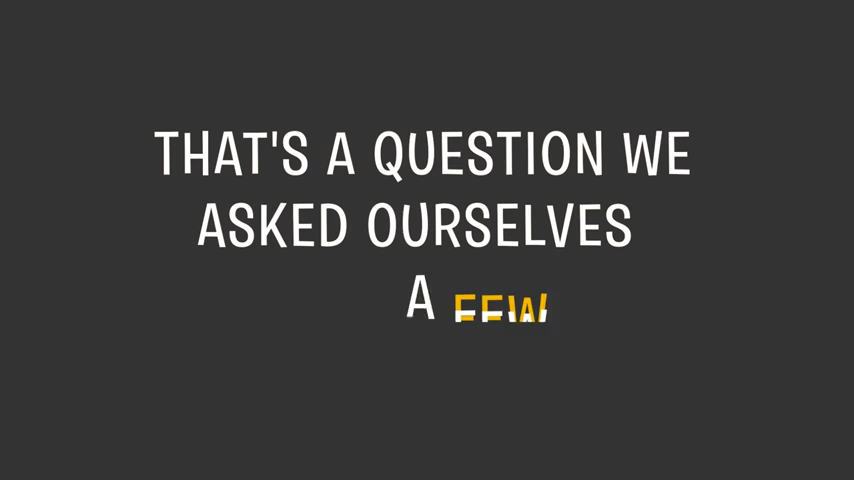 THAT'S A QUESTION WE
ASKED OURSELVES
A FEW